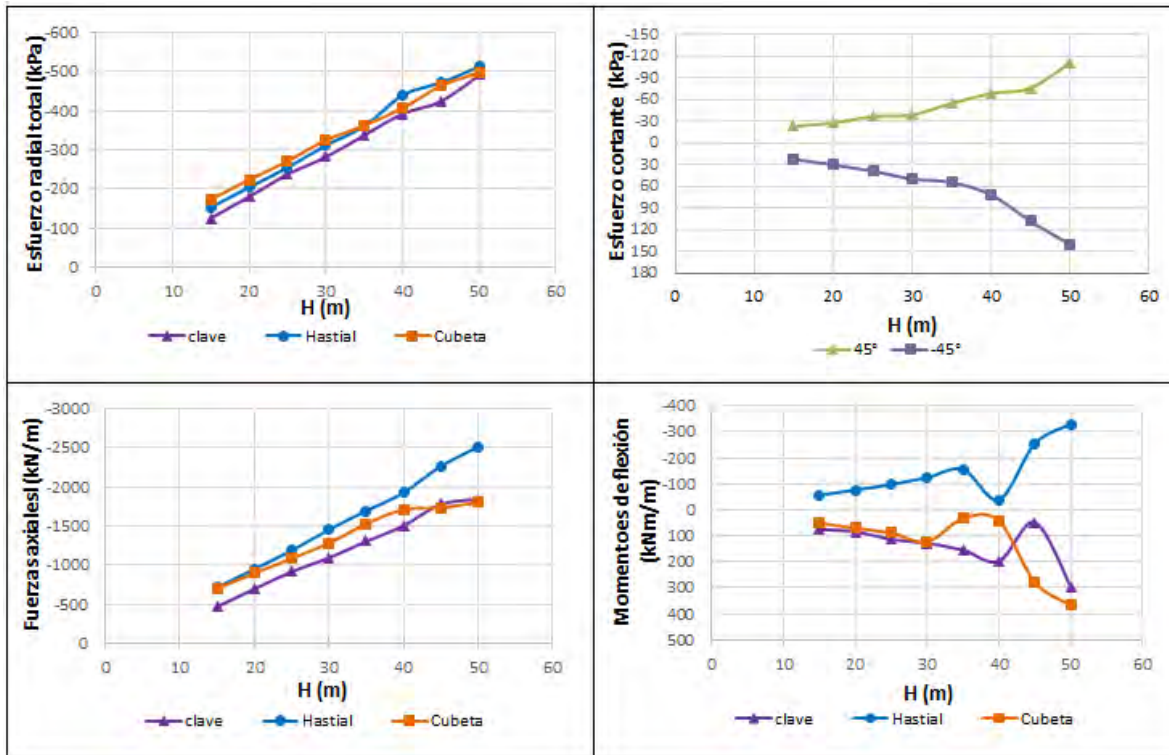 Esfuerzo radial total (kPa)
-600
-500
-400
-300
-200
-100
0
0 10 20 30 40 50 60
H (m)
clave Hastial Cubeta
Esfuerzo cortante (kPa)
-150
-120
-90
-60
-30
0
30
60
90
120
150
180
0 10 20 30 40 50 60
H (m)
45° -45°
Fuerzas axialesl (kN/m)
-3000
-2500
-2000
-1500
-1000
-500
0
0 10 20 30 40 50 60
H (m)
clave Hastial Cubeta
Momentoes de flexión
(kNm/m)
-400
-300
-200
-100
0
100
200
300
400
500
0 10 20 30 40 50 60
H (m)
clave Hastial Cubeta